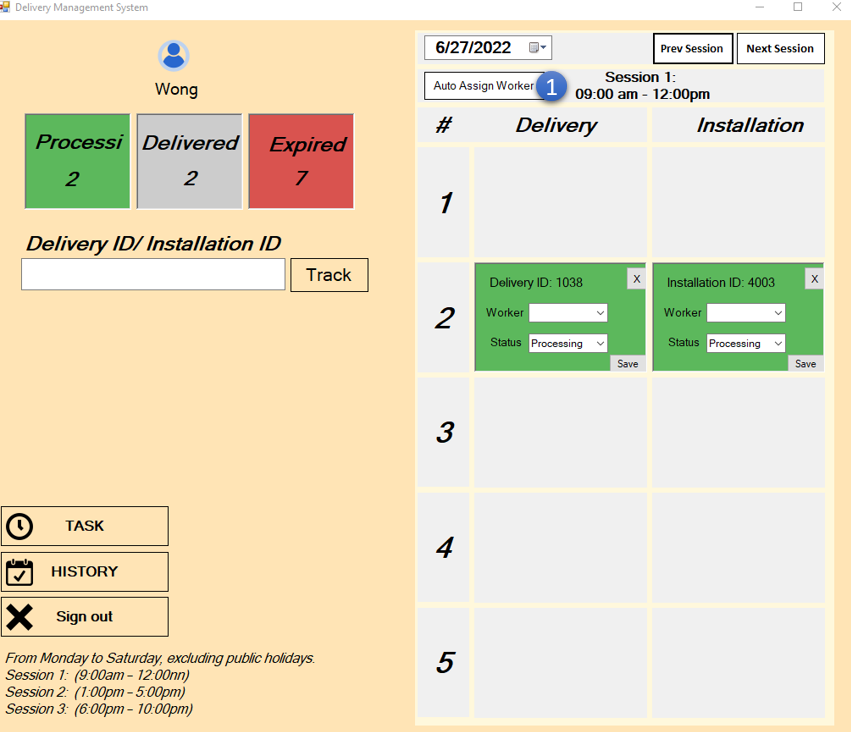 Delivery Management System
Wong
Processi
2
Delivered
2
Expired
7
Delivery ID/ Installation ID
Track
TASK
HISTORY
Sign out
From Monday to Saturday, excluding public holidays.
Session 1: (9:00am - 12:00nn)
Session 2: (1:00pm - 5:00pm)
Session 3: (6:00pm - 10:00pm)
6/27/2022
Prev Session
Next Session
Auto Assign Worker
1
Session 1:
09:00 am - 12:00pm
# Delivery Installation
1
2
Delivery ID: 1038
X
Worker
Status Processing
Save
Installation ID: 4003
X
Worker
Status Processing
Save
3
4
5